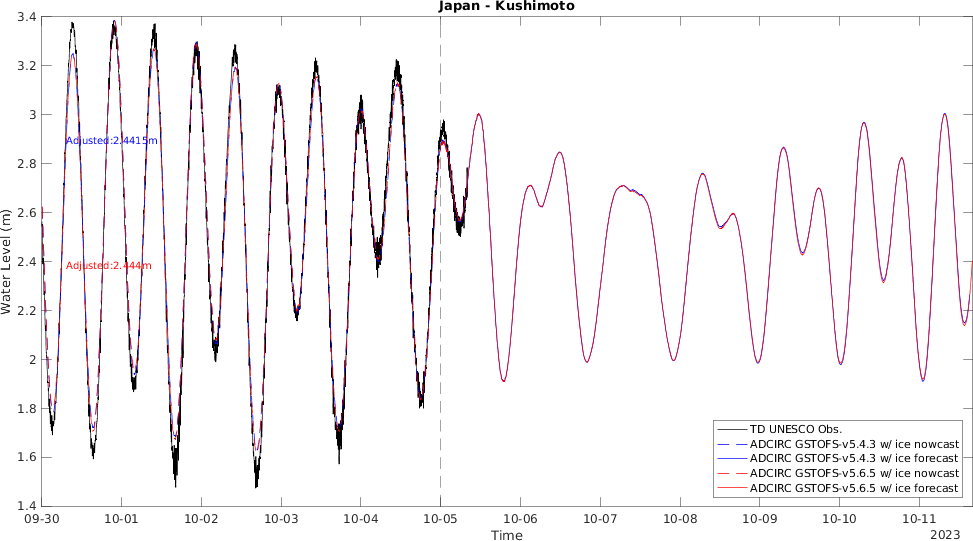 Japan - Kushimoto
3.4
3.2
3
2.8
2.6
2.4
2.2
2
1.8
1.6
1.4
Water Level (m)
Adjusted:2.4415m
Adjusted:2.444m
TD UNESCO Obs.
ADCIRC GSTOFS-v5.4.3 w/ ice nowcast
ADCIRC GSTOFS-v5.4.3 w/ ice forecast
ADCIRC GSTOFS-v5.6.5 w/ ice nowcast
ADCIRC GSTOFS-v5.6.5 w/ ice forecast
09-30 10-01 10-02 10-03 10-04 10-05 10-06 10-07 10-08 10-09 10-10 10-11
Time
2023